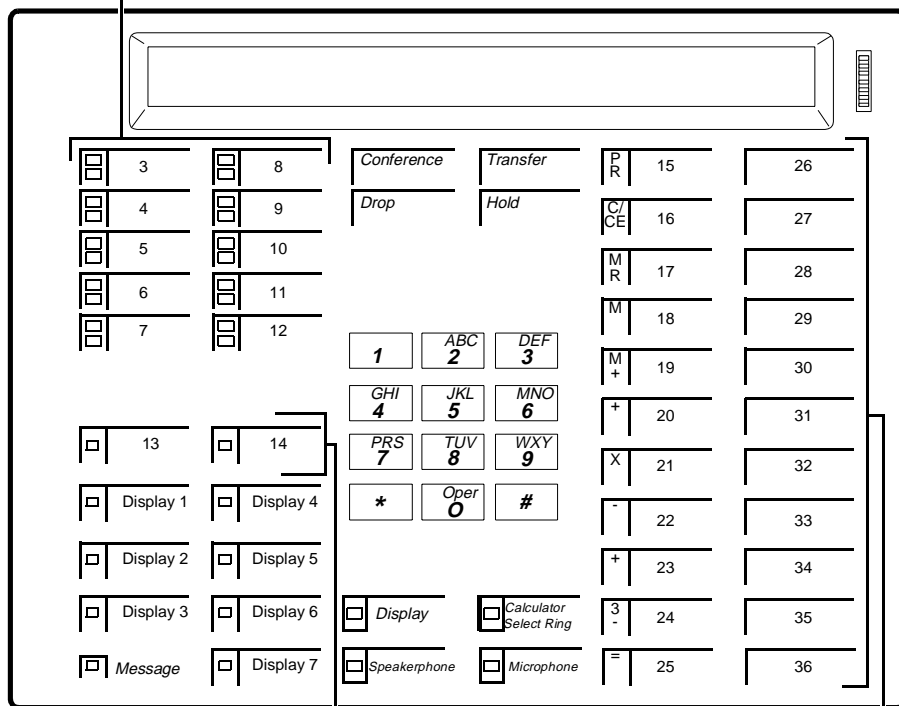 3
8
4
9
5
10
6
11
7
12
13
14
Display 1
Display 4
Display 2
Display 5
Display 3
Display 6
Message
Display 7
Conference
Transfer
Drop
Hold
1
ABC
2
DEF
3
GHI
4
JKL
5
MNO
6
PRS
7
TUV
8
WXY
9
*
Oper
O
#
Display
Calculator
Select Ring
Speakerphone
Microphone
P
R
15
26
C/
CE
16
27
M
R
17
28
M
18
29
M
+
19
30
+
20
31
X
21
32
-
22
33
+
23
34
3
-
24
35
=
25
36